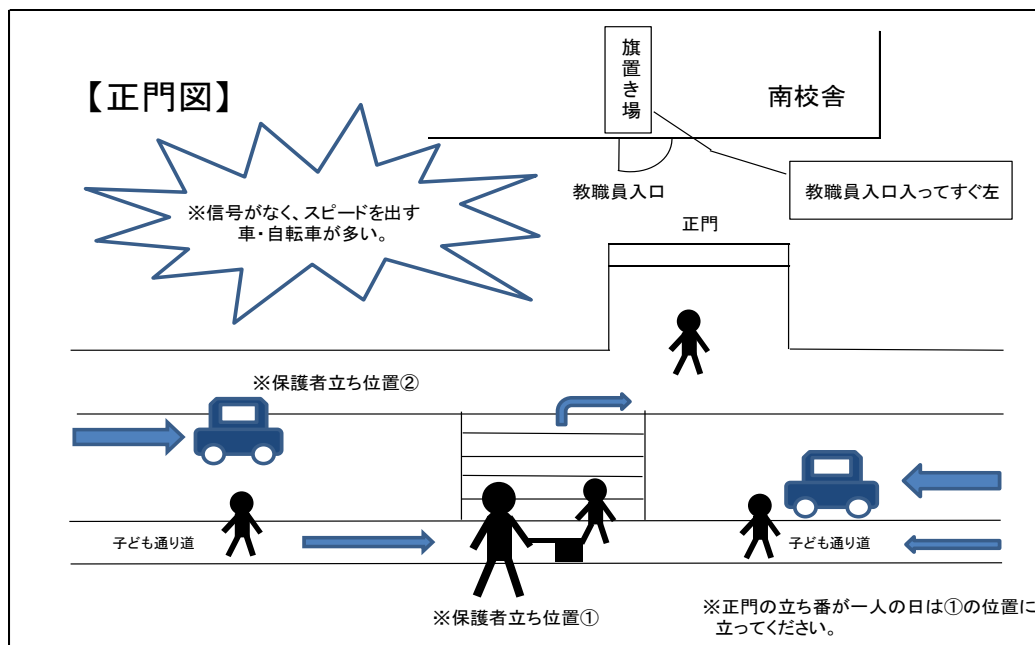 【正門図】
旗置き場
南校舎
※信号がなく、スピードを出す
車・自転車が多い。
教職員入口
教職員入口入ってすぐ左
正門
※保護者立ち位置②
子ども通り道
子ども通り道
※保護者立ち位置①
※正門の立ち番が一人の日は①の位置に
立ってください。